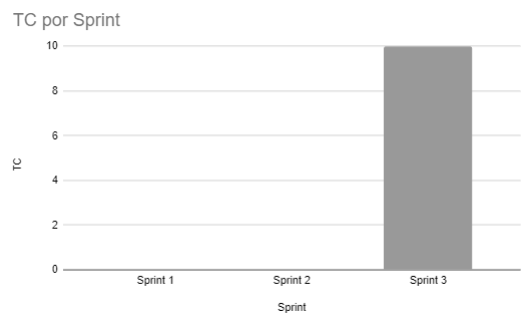 TC por Sprint
10
8
6
4
2
0
TC
Sprint 1
Sprint 2
Sprint 3
Sprint